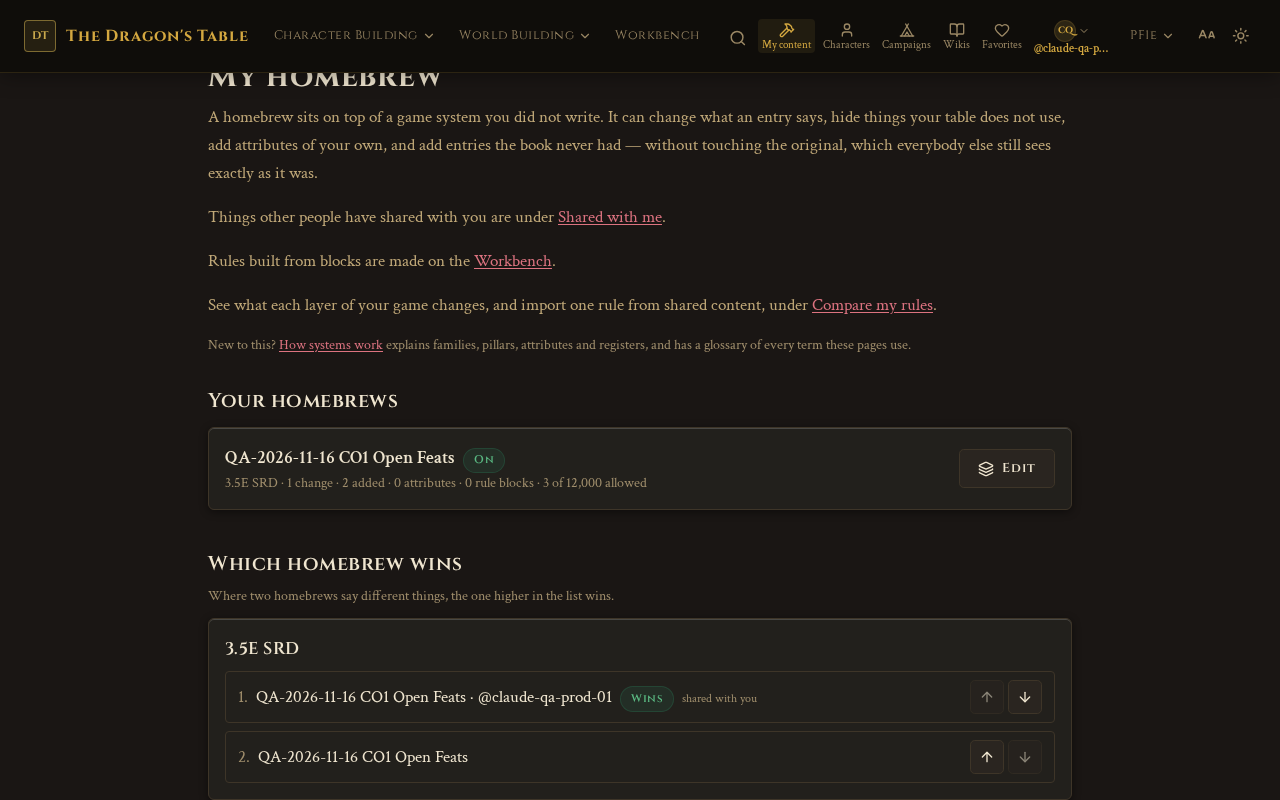 DT The Dragon's Table Character Building World Building Workbench My content Characters Campaigns Wikis Favorites CQ @claude-qa-p... PF1e AA
My homebrew
A homebrew sits on top of a game system you did not write. It can change what an entry says, hide things your table does not use,
add attributes of your own, and add entries the book never had — without touching the original, which everybody else still sees
exactly as it was.
Things other people have shared with you are under Shared with me.
Rules built from blocks are made on the Workbench.
See what each layer of your game changes, and import one rule from shared content, under Compare my rules.
New to this? How systems work explains families, pillars, attributes and registers, and has a glossary of every term these pages use.
Your homebrews
QA-2026-11-16 CO1 Open Feats On
3.5E SRD · 1 change · 2 added · 0 attributes · 0 rule blocks · 3 of 12,000 allowed
Edit
Which homebrew wins
Where two homebrews say different things, the one higher in the list wins.
3.5E SRD
1. QA-2026-11-16 CO1 Open Feats · @claude-qa-prod-01 Wins shared with you
2. QA-2026-11-16 CO1 Open Feats